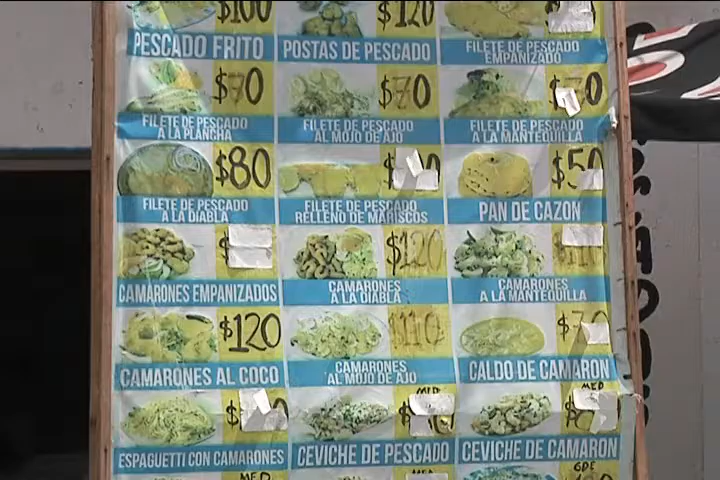 $100
$120
PESCADO FRITO
POSTAS DE PESCADO
FILETE DE PESCADO
EMPANIZADO
$70
$70
FILETE DE PESCADO
A LA PLANCHA
FILETE DE PESCADO
AL MOJO DE AJO
FILETE DE PESCADO
A LA MANTEQUILLA
$80
$50
FILETE DE PESCADO
A LA DIABLA
FILETE DE PESCADO
RELLENO DE MARISCOS
PAN DE CAZON
$120
CAMARONES EMPANIZADOS
CAMARONES
A LA DIABLA
CAMARONES
A LA MANTEQUILLA
$120
$110
CAMARONES AL COCO
CAMARONES
AL MOJO DE AJO
CALDO DE CAMARON
MED
MED
ESPAGUETTI CON CAMARONES
CEVICHE DE PESCADO
CEVICHE DE CAMARON
MED
GDE